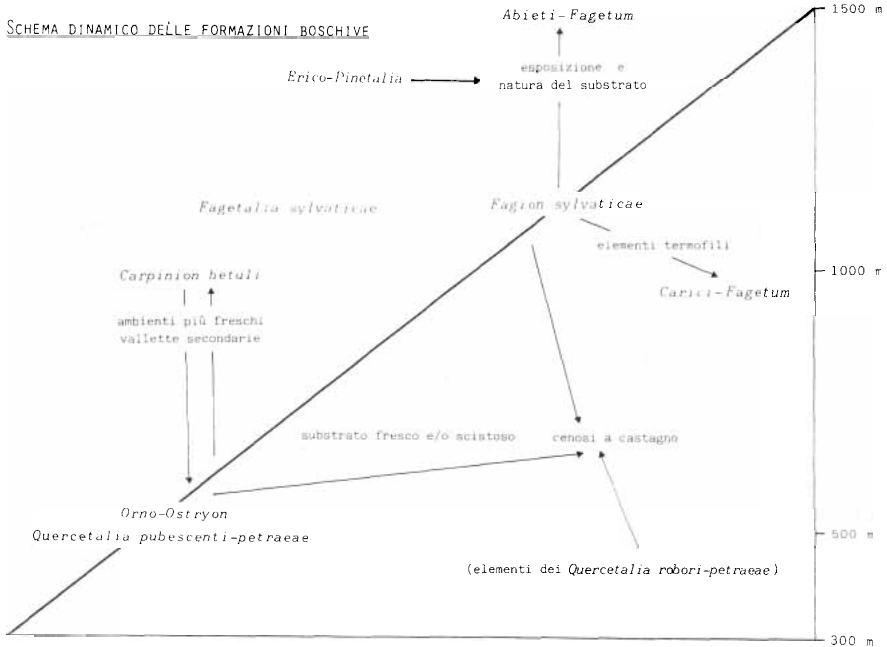 SCHEMA DINAMICO DELLE FORMAZIONI BOSCHIVE
Abieti-Fagetum
1500 m
esposizione e
natura del substrato
Erico-Pinetalia
Fagetalia sylvaticae
Fagion sylvaticae
elementi termofili
1000 m
Carpinion betuli
Carici-Fagetum
ambienti più freschi
vallette secondarie
substrato fresco e/o scistoso
cenosi a castagno
Orno-Ostryon
Quercetalia pubescenti-petraeae
500 m
(elementi dei Quercetalia robori-petraeae)
300 m